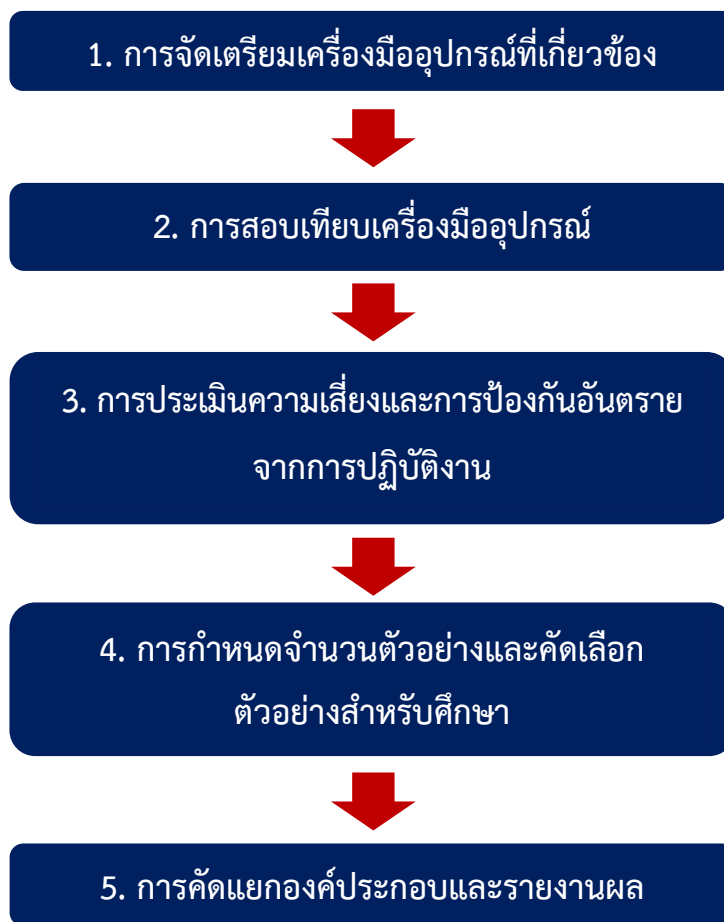 1. การจัดเตรียมเครื่องมืออุปกรณ์ที่เกี่ยวข้อง
2. การสอบเทียบเครื่องมืออุปกรณ์
3. การประเมินความเสี่ยงและการป้องกันอันตราย
จากการปฏิบัติงาน
4. การกำหนดจำนวนตัวอย่างและคัดเลือก
ตัวอย่างสำหรับศึกษา
5. การคัดแยกองค์ประกอบและรายงานผล